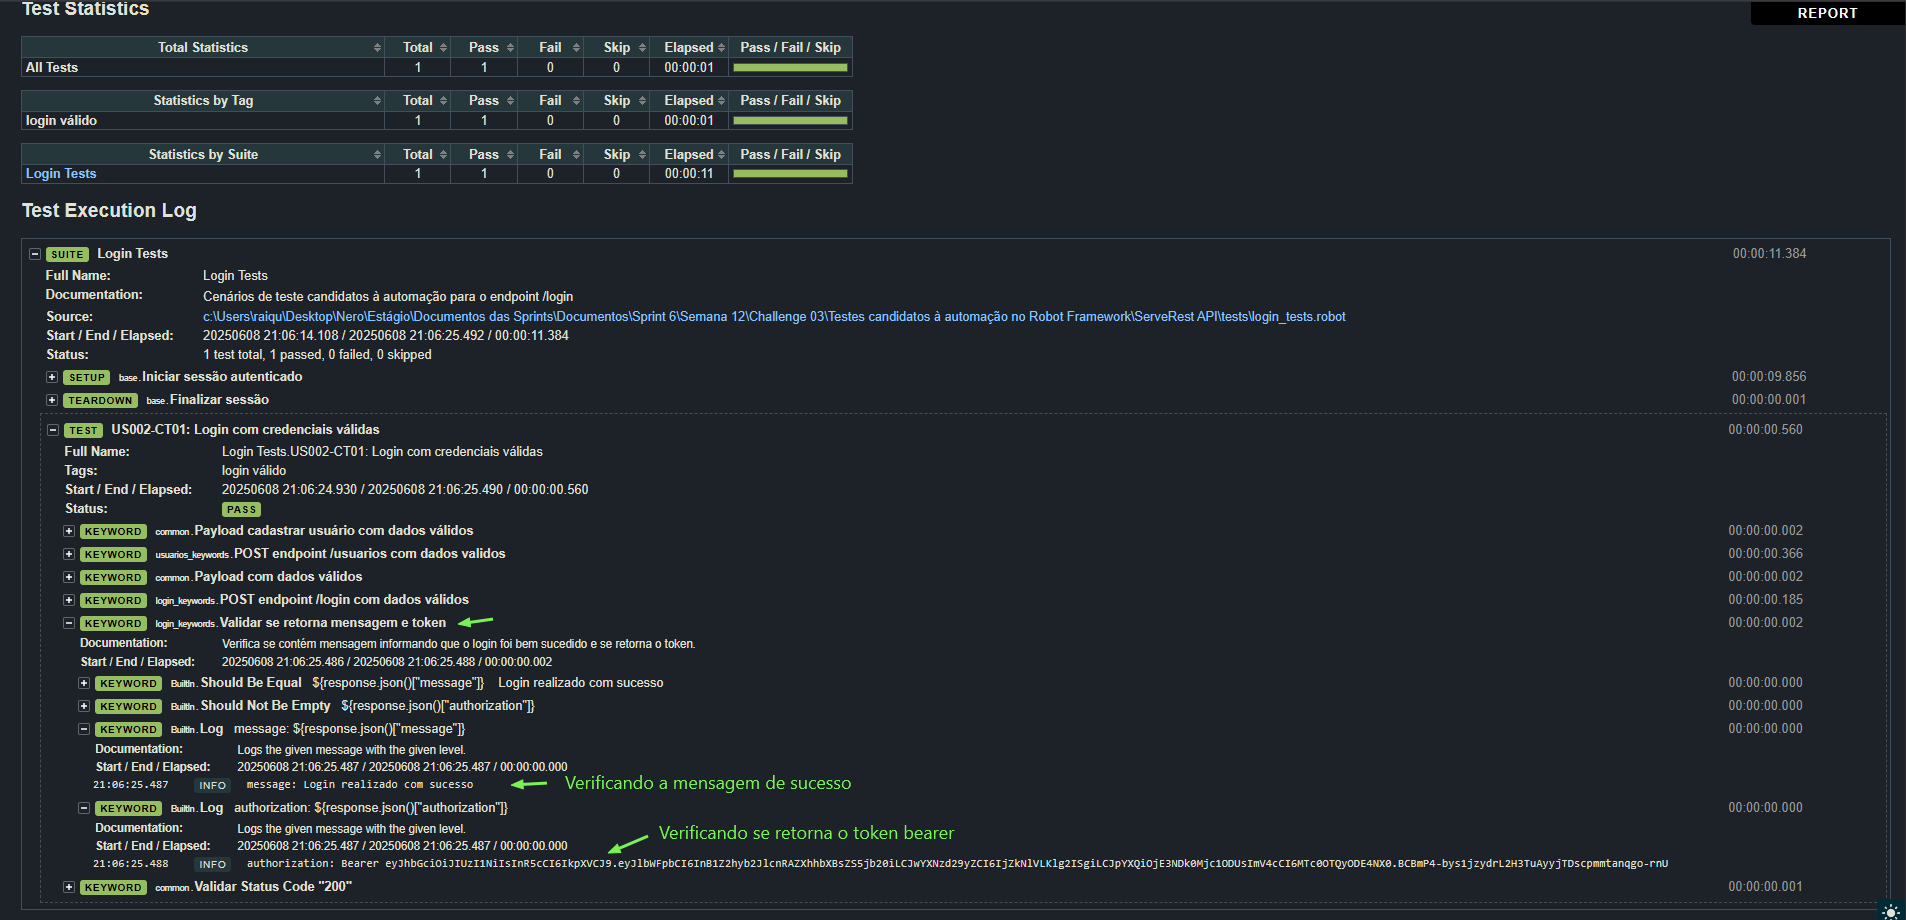 Test Statistics
REPORT
Total Statistics Total Pass Fail Skip Elapsed Pass / Fail / Skip
All Tests 1 1 0 0 00:00:01
Statistics by Tag Total Pass Fail Skip Elapsed Pass / Fail / Skip
login válido 1 1 0 0 00:00:01
Statistics by Suite Total Pass Fail Skip Elapsed Pass / Fail / Skip
Login Tests 1 1 0 0 00:00:11
Test Execution Log
SUITE Login Tests 00:00:11.384
Full Name: Login Tests
Documentation: Cenários de teste candidatos à automação para o endpoint /login
Source: c:\Users\raiqu\Desktop\Nero\Estágio\Documentos das Sprints\Documentos\Sprint 6\Semana 12\Challenge 03\Testes candidatos à automação no Robot Framework\ServeRest API\tests\login_tests.robot
Start / End / Elapsed: 20250608 21:06:14.108 / 20250608 21:06:25.492 / 00:00:11.384
Status: 1 test total, 1 passed, 0 failed, 0 skipped
SETUP base.Iniciar sessão autenticado 00:00:09.856
TEARDOWN base.Finalizar sessão 00:00:00.001
TEST US002-CT01: Login com credenciais válidas 00:00:00.560
Full Name: Login Tests.US002-CT01: Login com credenciais válidas
Tags: login válido
Start / End / Elapsed: 20250608 21:06:24.930 / 20250608 21:06:25.490 / 00:00:00.560
Status: PASS
KEYWORD common.Payload cadastrar usuário com dados válidos 00:00:00.002
KEYWORD usuarios_keywords.POST endpoint /usuarios com dados validos 00:00:00.366
KEYWORD common.Payload com dados válidos 00:00:00.002
KEYWORD login_keywords.POST endpoint /login com dados válidos 00:00:00.185
KEYWORD login_keywords.Validar se retorna mensagem e token 00:00:00.002
Documentation: Verifica se contém mensagem informando que o login foi bem sucedido e se retorna o token.
Start / End / Elapsed: 20250608 21:06:25.486 / 20250608 21:06:25.488 / 00:00:00.002
KEYWORD BuiltIn.Should Be Equal ${response.json()["message"]} Login realizado com sucesso 00:00:00.000
KEYWORD BuiltIn.Should Not Be Empty ${response.json()["authorization"]} 00:00:00.000
KEYWORD BuiltIn.Log message: ${response.json()["message"]} 00:00:00.000
Documentation: Logs the given message with the given level.
Start / End / Elapsed: 20250608 21:06:25.487 / 20250608 21:06:25.487 / 00:00:00.000
21:06:25.487 INFO message: Login realizado com sucesso Verificando a mensagem de sucesso
KEYWORD BuiltIn.Log authorization: ${response.json()["authorization"]} 00:00:00.000
Documentation: Logs the given message with the given level.
Verificando se retorna o token bearer
Start / End / Elapsed: 20250608 21:06:25.487 / 20250608 21:06:25.487 / 00:00:00.000
21:06:25.488 INFO authorization: Bearer
KEYWORD common.Validar Status Code "200" 00:00:00.001